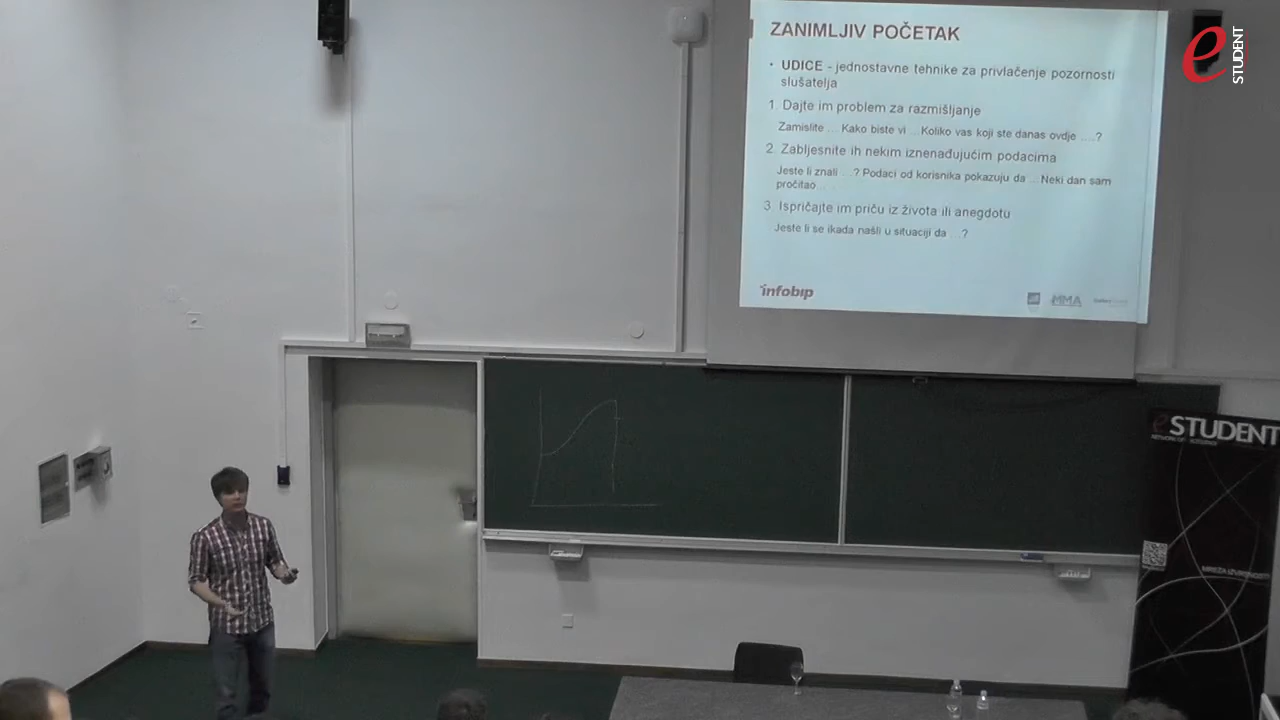 ZANIMLJIV POČETAK
• UDICE - jednostavne tehnike za privlačenje pozornosti
slušatelja
1. Dajte im problem za razmišljanje
Zamislite ... Kako biste vi ... Koliko vas koji ste danas ovdje ....?
2. Zabljesnite ih nekim iznenađujućim podacima
Jeste li znali ...? Podaci od korisnika pokazuju da ... Neki dan sam
pročitao ...
3. Ispričajte im priču iz života ili anegdotu
Jeste li se ikada našli u situaciji da ...?
infobip
MMA
e STUDENT
eSTUDENT
MREŽA IZVRSNOSTI